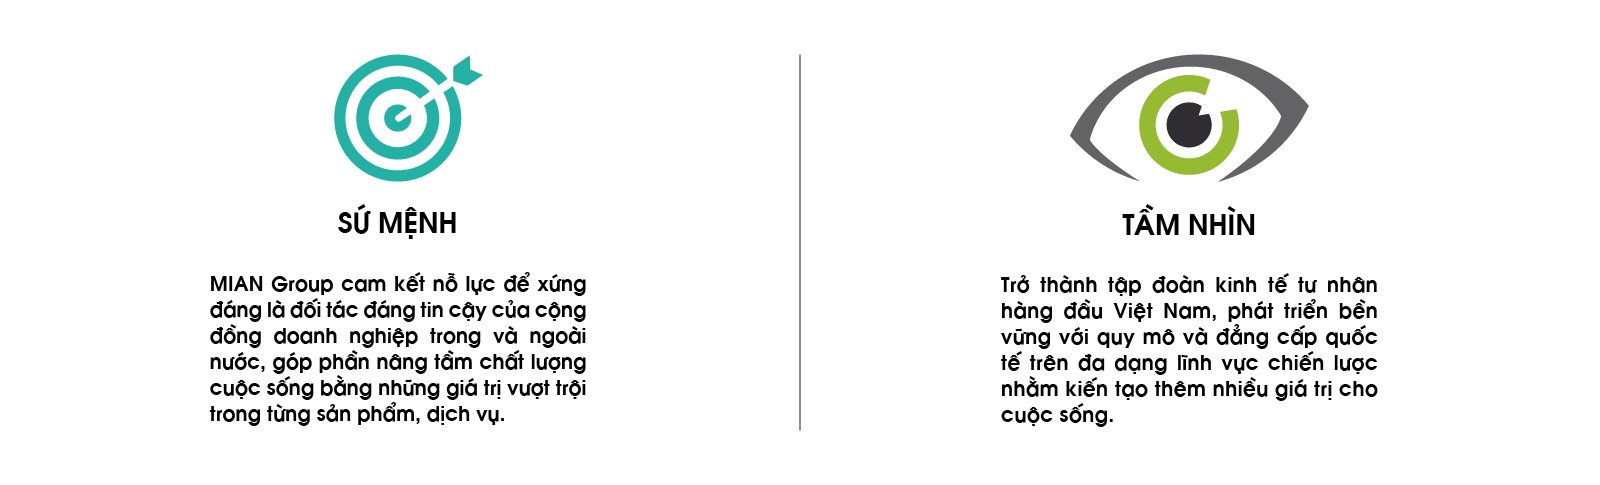 SỨ MỆNH
MIAN Group cam kết nỗ lực để xứng
đáng là đối tác đáng tin cậy của cộng
đồng doanh nghiệp trong và ngoài
nước, góp phần nâng tầm chất lượng
cuộc sống bằng những giá trị vượt trội
trong từng sản phẩm, dịch vụ.
TẦM NHÌN
Trở thành tập đoàn kinh tế tư nhân
hàng đầu Việt Nam, phát triển bền
vững với quy mô và đẳng cấp quốc
tế trên đa dạng lĩnh vực chiến lược
nhằm kiến tạo thêm nhiều giá trị cho
cuộc sống.